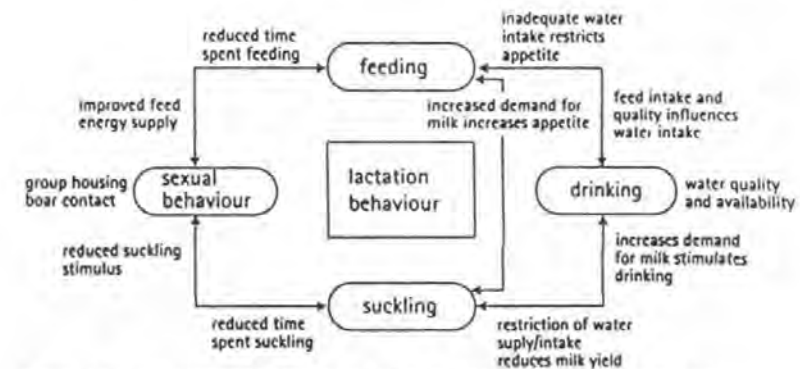 reduced time
spent feeding
feeding
inadequate water
intake restricts
appetite
improved feed
energy supply
increased demand for
milk increases appetite
feed intake and
quality influences
water intake
group housing
boar contact
sexual
behaviour
lactation
behaviour
drinking
water quality
and availability
reduced suckling
stimulus
increases demand
for milk stimulates
drinking
suckling
reduced time
spent suckling
restriction of water
suply/intake
reduces milk yield